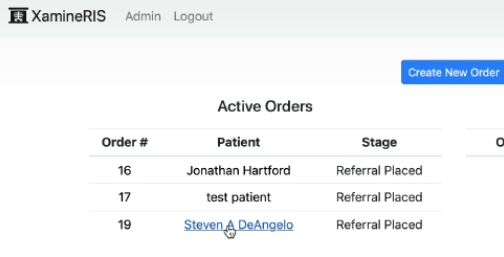 XamineRIS Admin Logout
Create New Order
Active Orders
Order # Patient Stage
16 Jonathan Hartford Referral Placed
17 test patient Referral Placed
19 Steven A DeAngelo Referral Placed